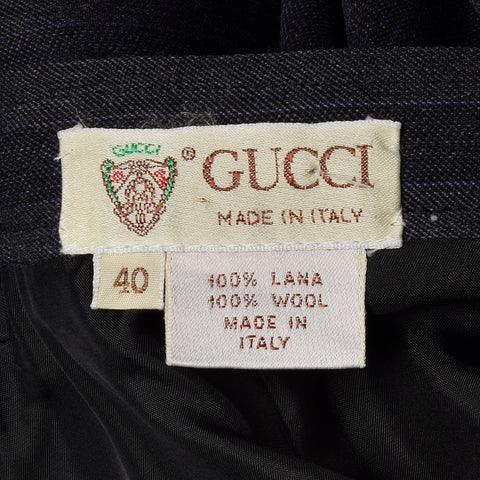 GUCCI
® GUCCI
MADE IN ITALY
40
100% LANA
100% WOOL
MADE IN
ITALY